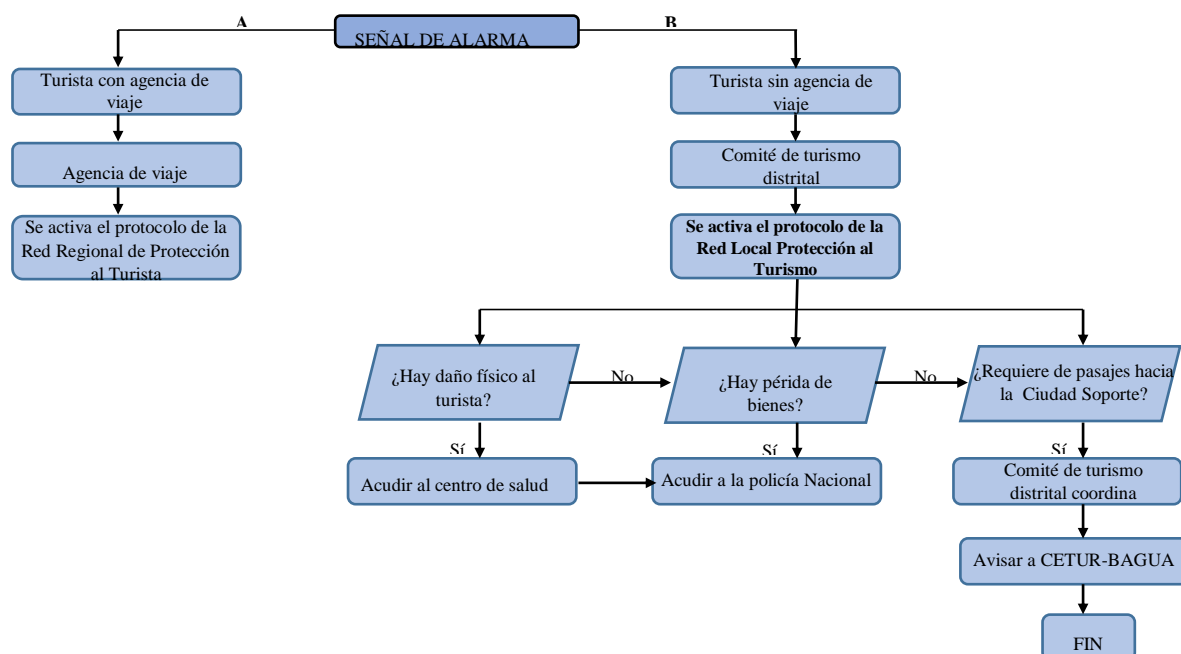 A
B
SEÑAL DE ALARMA
Turista con agencia de
viaje
Turista sin agencia de
viaje
Agencia de viaje
Comité de turismo
distrital
Se activa el protocolo de la
Red Regional de Protección
al Turista
Se activa el protocolo de la
Red Local Protección al
Turismo
¿Hay daño físico al
turista?
No
¿Hay périda de
bienes?
No
¿Requiere de pasajes hacia
la Ciudad Soporte?
Sí
Sí
Sí
Acudir al centro de salud
Acudir a la policía Nacional
Comité de turismo
distrital coordina
Avisar a CETUR-BAGUA
FIN